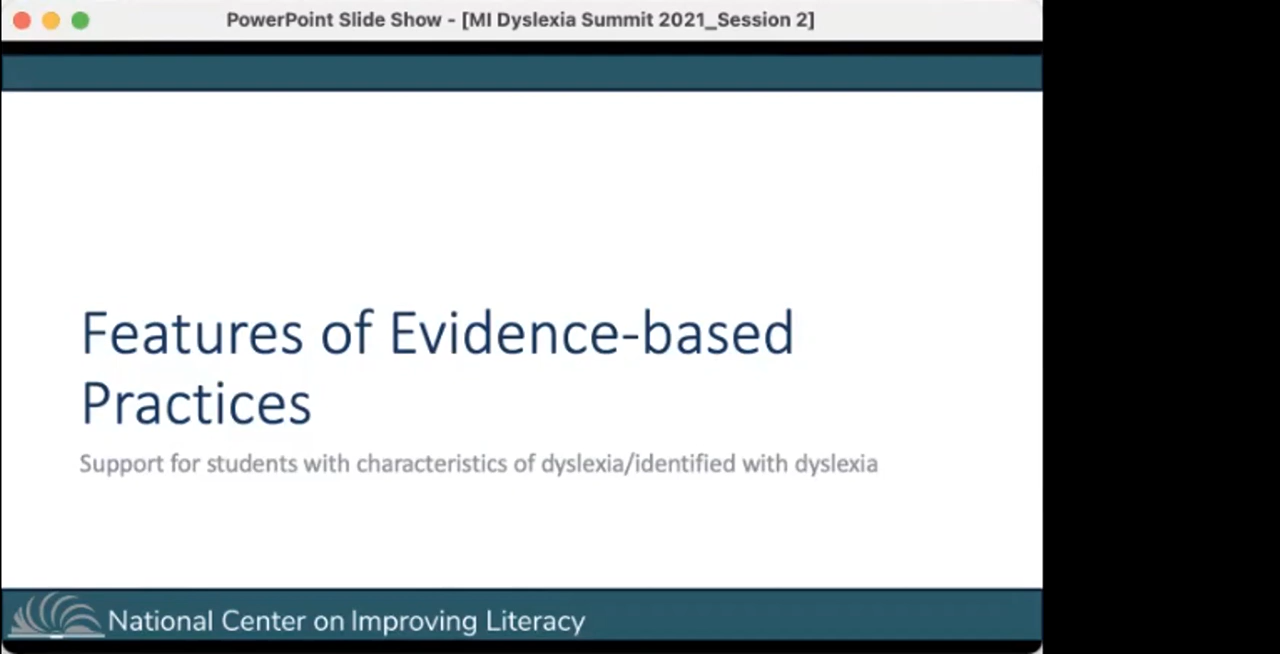 PowerPoint Slide Show - [MI Dyslexia Summit 2021_Session 2]
Features of Evidence-based
Practices
Support for students with characteristics of dyslexia/identified with dyslexia
National Center on Improving Literacy